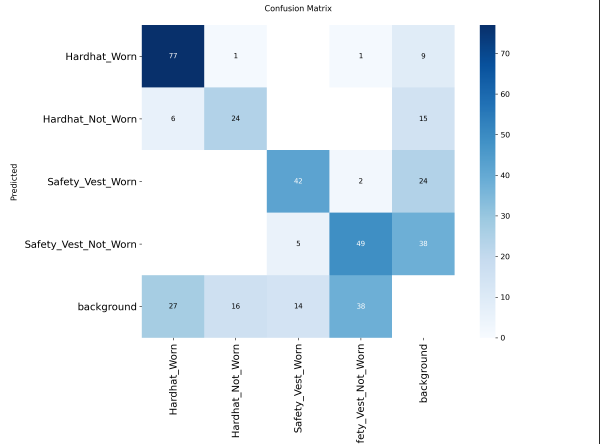 Confusion Matrix
Predicted
Hardhat_Worn 77 1 1 9
Hardhat_Not_Worn 6 24 15
Safety_Vest_Worn 42 2 24
Safety_Vest_Not_Worn 5 49 38
background 27 16 14 38
Hardhat_Worn
Hardhat_Not_Worn
Safety_Vest_Worn
fety_Vest_Not_Worn
background
70
60
50
40
30
20
10
0